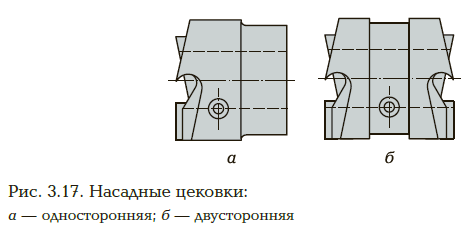 а б
Рис. 3.17. Насадные цековки:
а — односторонняя; б — двусторонняя